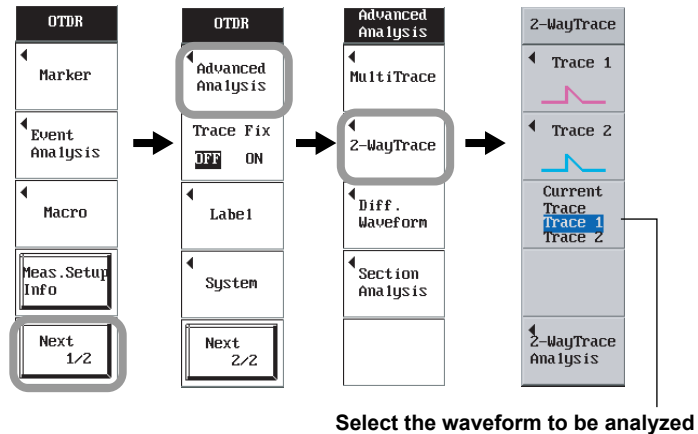 OTDR
Marker
Event
Analysis
Macro
Meas.Setup
Info
Next
1/2
OTDR
Advanced
Analysis
Trace Fix
OFF ON
Label
System
Next
2/2
Advanced
Analysis
MultiTrace
2-WayTrace
Diff.
Waveform
Section
Analysis
2-WayTrace
Trace 1
Trace 2
Current
Trace
Trace 1
Trace 2
2-WayTrace
Analysis
Select the waveform to be analyzed